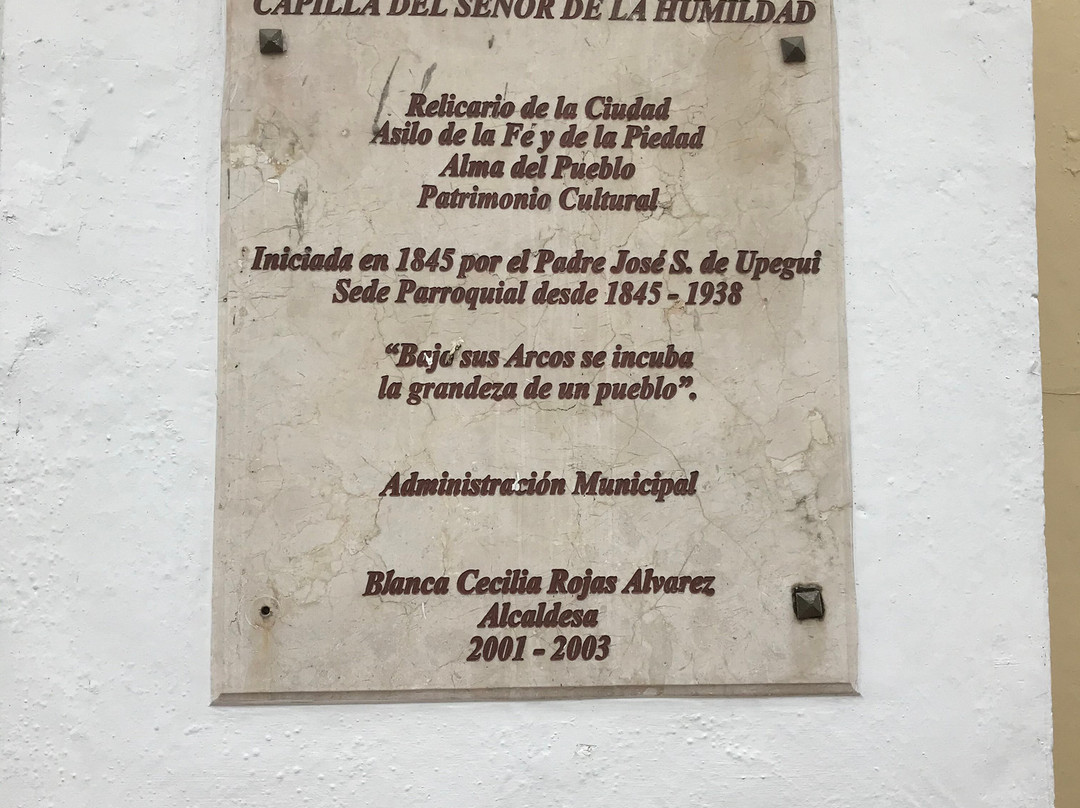 CAPILLA DEL SEÑOR DE LA HUMILDAD
Relicario de la Ciudad
Asilo de la Fé y de la Piedad
Alma del Pueblo
Patrimonio Cultural
Iniciada en 1845 por el Padre José S. de Upegui
Sede Parroquial desde 1845 - 1938
“Bajo sus Arcos se incuba
la grandeza de un pueblo”.
Administración Municipal
Blanca Cecilia Rojas Alvarez
Alcaldesa
2001 - 2003